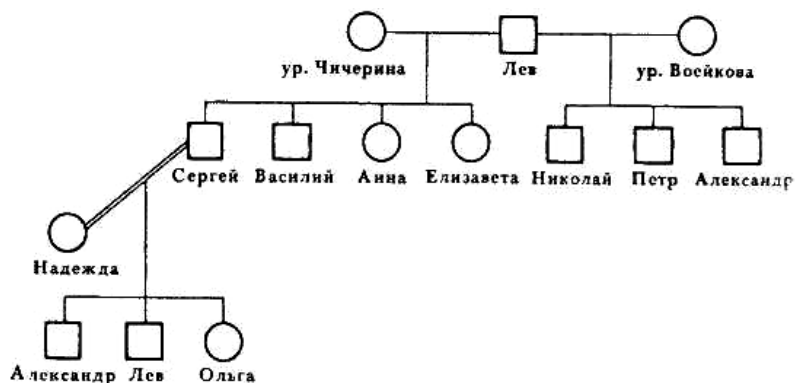 ур. Чичерина Лев ур. Воейкова
Сергей Василий Анна Елизавета Николай Петр Александр
Надежда
Александр Лев Ольга